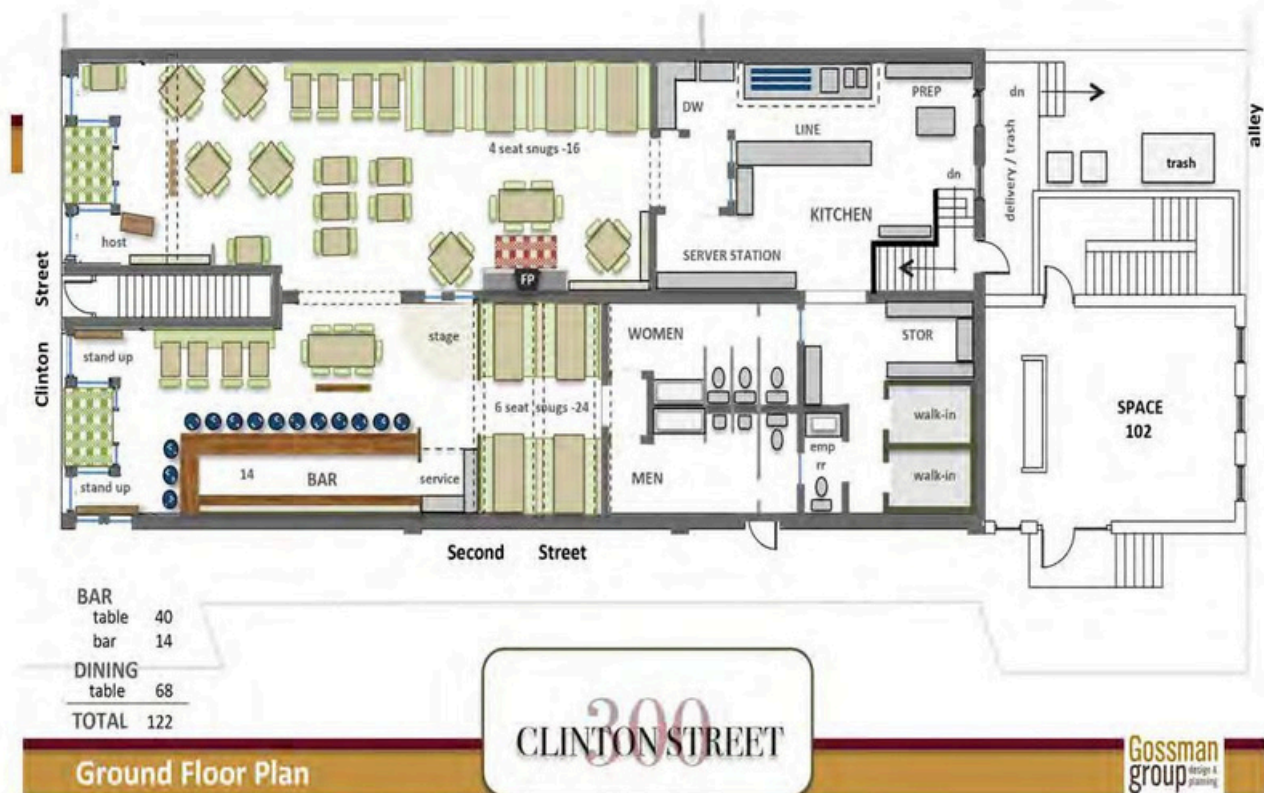 DW
PREP
LINE
4 seat snugs -16
dn
delivery / trash
dn
trash
alley
KITCHEN
host
SERVER STATION
FP
Clinton Street
stand up
stage
WOMEN
STOR
6 seat snugs -24
walk-in
SPACE
102
emp
rr
14
BAR
service
MEN
walk-in
stand up
Second Street
BAR
table 40
bar 14
DINING
table 68
TOTAL 122
300
CLINTON STREET
Ground Floor Plan
Gossman
group design &
planning